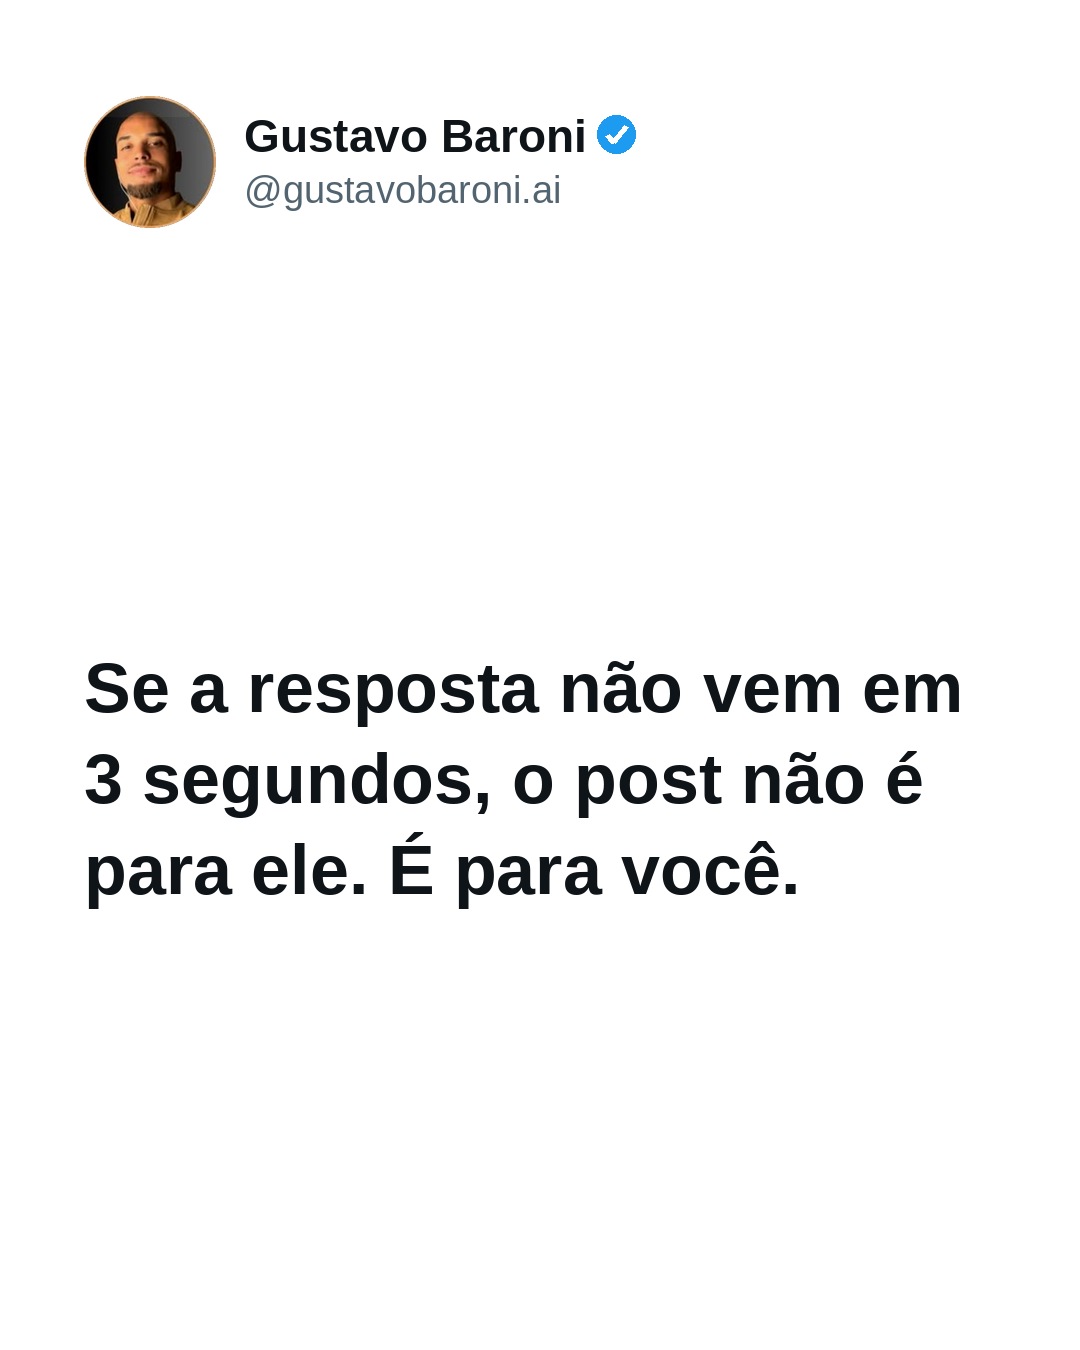 Gustavo Baroni
@gustavobaroni.ai
Se a resposta não vem em
3 segundos, o post não é
para ele. É para você.